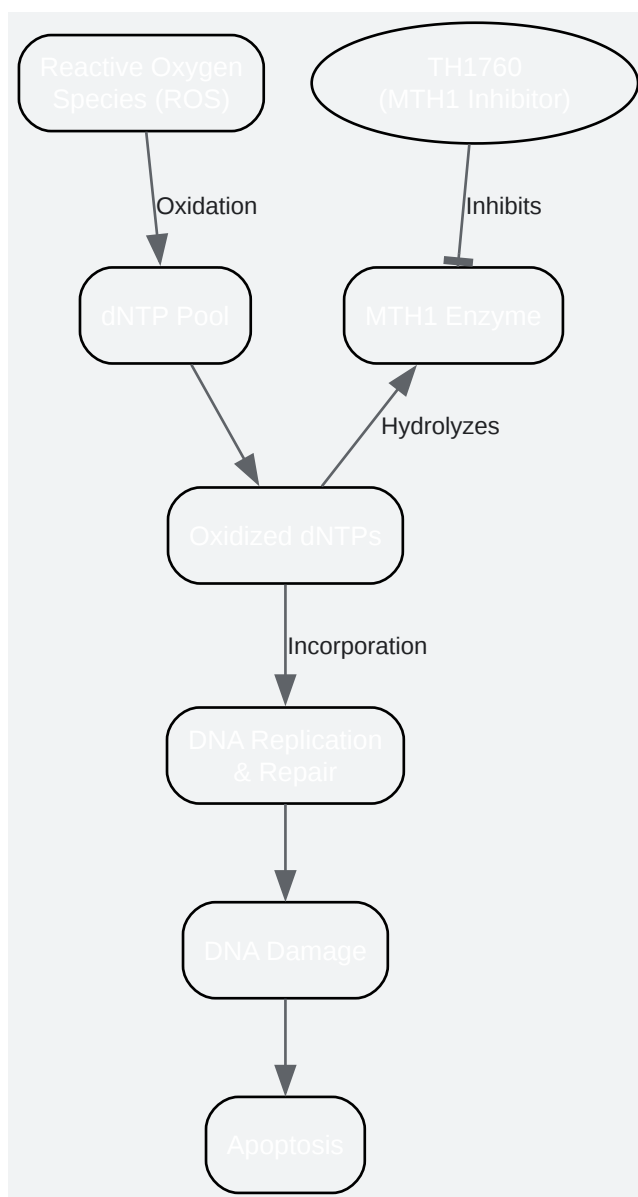 Reactive Oxygen
Species (ROS)
TH1760
(MTH1 Inhibitor)
Oxidation
Inhibits
dNTP Pool
MTH1 Enzyme
Hydrolyzes
Oxidized dNTPs
Incorporation
DNA Replication
& Repair
DNA Damage
Apoptosis